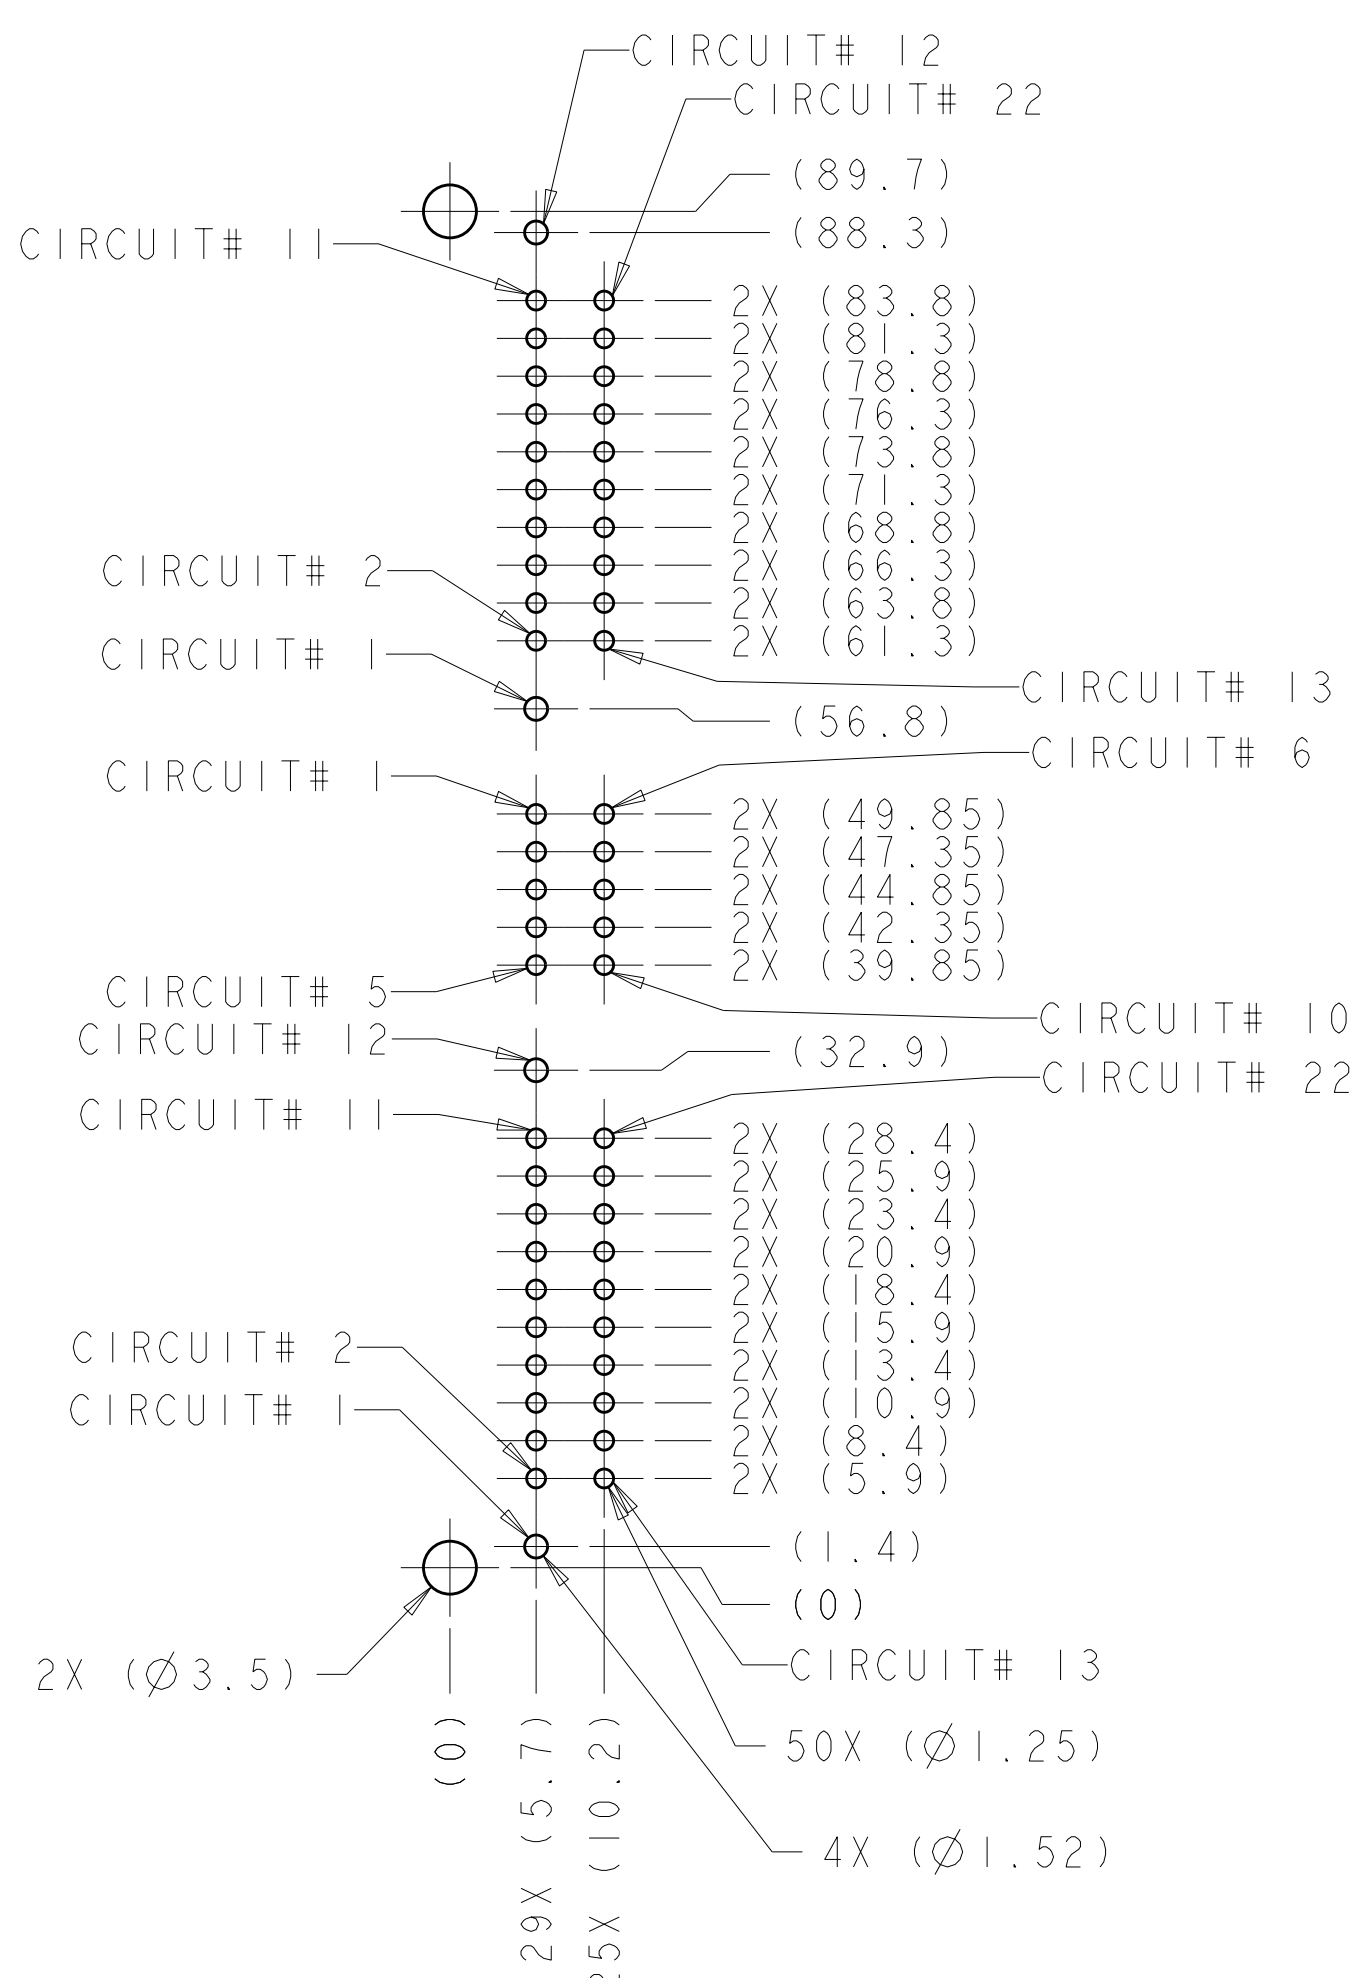 CIRCUIT# 12
CIRCUIT# 22
(89.7)
(88.3)
CIRCUIT# 11
2X (83.8)
2X (81.3)
2X (78.8)
2X (76.3)
2X (73.8)
2X (71.3)
2X (68.8)
2X (66.3)
CIRCUIT# 2
2X (63.8)
2X (61.3)
CIRCUIT# 1
CIRCUIT# 13
(56.8)
CIRCUIT# 6
CIRCUIT# 1
2X (49.85)
2X (47.35)
2X (44.85)
2X (42.35)
2X (39.85)
CIRCUIT# 5
CIRCUIT# 10
CIRCUIT# 12
(32.9)
CIRCUIT# 22
CIRCUIT# 11
2X (28.4)
2X (25.9)
2X (23.4)
2X (20.9)
2X (18.4)
2X (15.9)
CIRCUIT# 2
2X (13.4)
2X (10.9)
CIRCUIT# 1
2X (8.4)
2X (5.9)
(1.4)
(0)
CIRCUIT# 13
2X (Ø3.5)
50X (Ø1.25)
4X (Ø1.52)
(0)
29X (5.7)
25X (10.2)